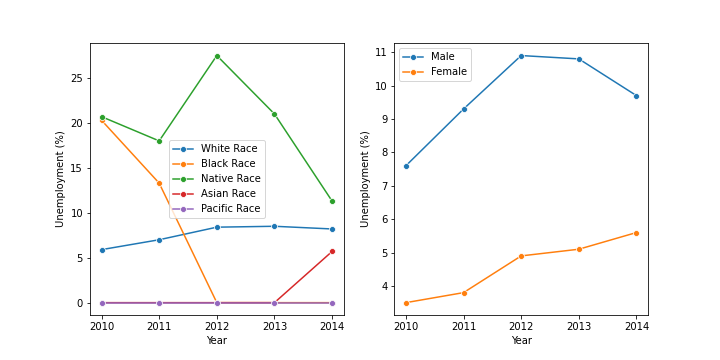 Unemployment (%)
25
20
15
10
5
0
White Race
Black Race
Native Race
Asian Race
Pacific Race
2010 2011 2012 2013 2014
Year
Unemployment (%)
11
10
9
8
7
6
5
4
Male
Female
2010 2011 2012 2013 2014
Year